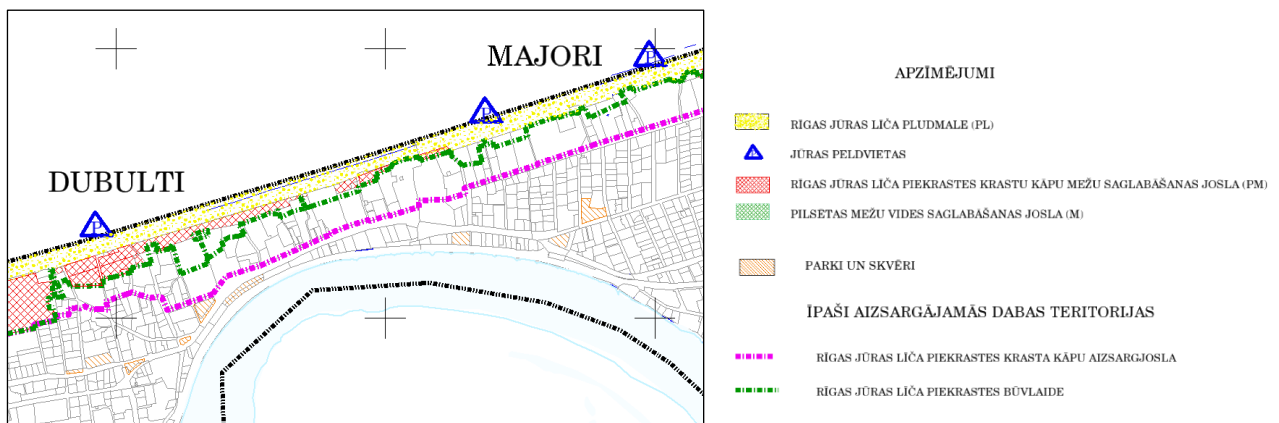 MAJORI
P
P
DUBULTI
P
APZĪMĒJUMI
RĪGAS JŪRAS LĪČA PLUDMALE (PL)
JŪRAS PELDVIETAS
RĪGAS JŪRAS LĪČA PIEKRASTES KRASTU KĀPU MEŽU SAGLABĀŠANAS JOSLA (PM)
PILSETAS MEŽU VIDES SAGLABĀŠANAS JOSLA (M)
PARKI UN SKVĒRI
ĪPAŠI AIZSARGĀJAMĀS DABAS TERITORIJAS
RĪGAS JŪRAS LĪČA PIEKRASTES KRASTA KĀPU AIZSARGJOSLA
RĪGAS JŪRAS LĪČA PIEKRASTES BŪVLAIDE